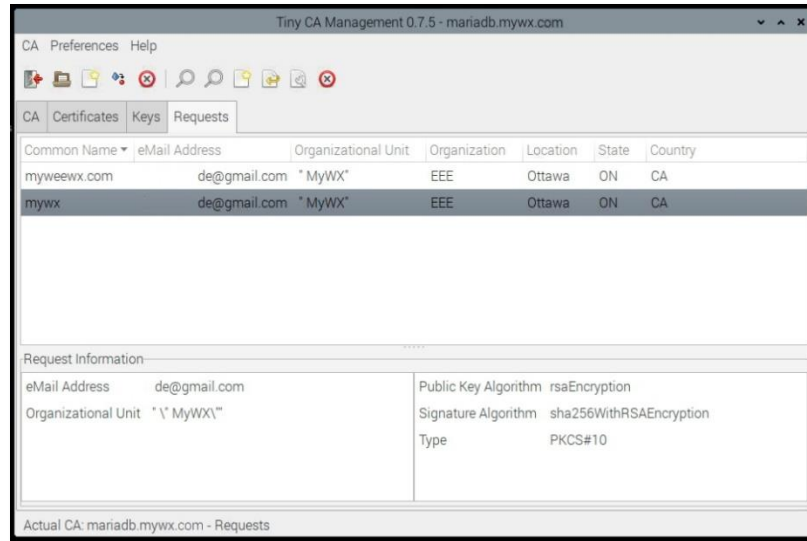 Tiny CA Management 0.7.5 - mariadb.mywx.com
CA Preferences Help
CA Certificates Keys Requests
Common Name eMail Address Organizational Unit Organization Location State Country
myweewx.com de@gmail.com " MyWX" EEE Ottawa ON CA
mywx de@gmail.com " MyWX" EEE Ottawa ON CA
Request Information
eMail Address de@gmail.com
Organizational Unit " \" MyWX\""
Public Key Algorithm rsaEncryption
Signature Algorithm sha256WithRSAEncryption
Type PKCS#10
Actual CA: mariadb.mywx.com - Requests